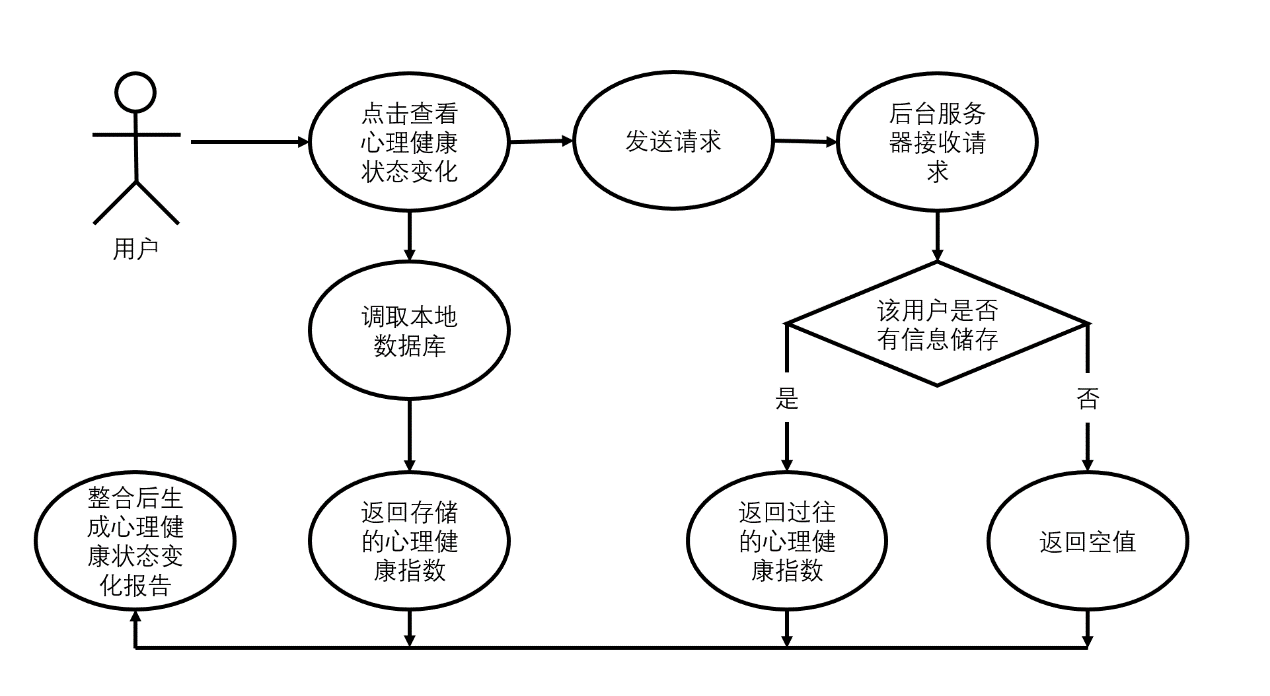 点击查看
心理健康
状态变化
发送请求
后台服务
器接收请
求
用户
调取本地
数据库
该用户是否
有信息储存
是
否
整合后生
成心理健
康状态变
化报告
返回存储
的心理健
康指数
返回过往
的心理健
康指数
返回空值